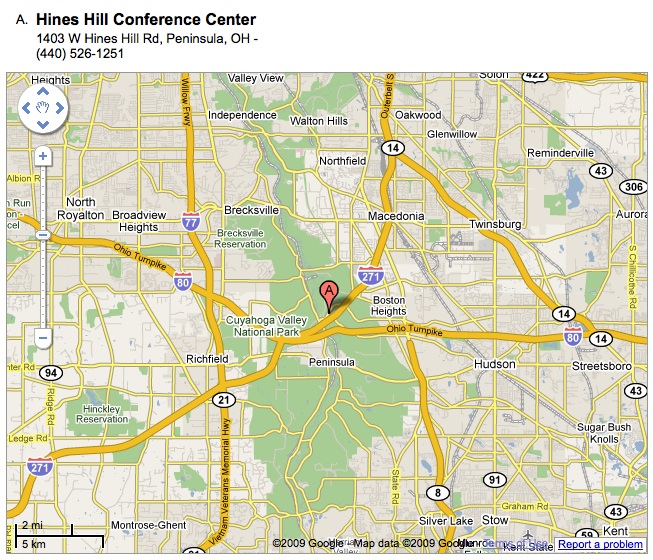 A. Hines Hill Conference Center
1403 W Hines Hill Rd, Peninsula, OH -
(440) 526-1251
Heights
Valley View
Solon
422
Willow Frwy
Outerbelt S
Independence
Walton Hills
Oakwood
Glenwillow
14
Northfield
Reminderville
43
Albion R
306
North
Royalton
Broadview
Heights
Brecksville
Macedonia
Aurora
77
Twinsburg
Brecksville
Reservation
Ohio Turnpike
S Chillicothe Rd
80
271
A
Boston
Heights
Cuyahoga Valley
National Park
14
Ohio Turnpike
80
14
Richfield
Peninsula
Hudson
Streetsboro
94
43
21
Ridge Rd
Hinckley
Reservation
Sugar Bush
Knolls
Ledge Rd
271
Vietnam Veterans Memorial Hwy
State Rd
91
8
Graham Rd
43
2 mi
5 km
Montrose-Ghent
Silver Lake
Stow
Kent
59
Kent State
©2009 Google - Map data ©2009 Google - Terms of Use
Report a problem